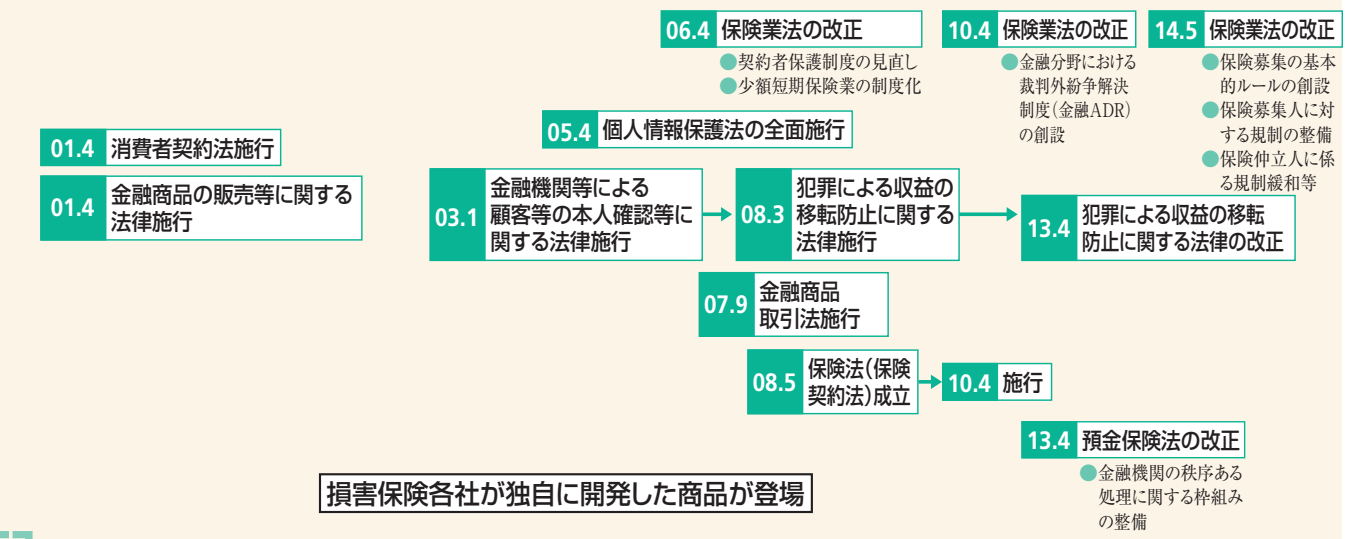 06.4 保険業法の改正
●契約者保護制度の見直し
●少額短期保険業の制度化
10.4 保険業法の改正
●金融分野における
裁判外紛争解決
制度(金融ADR)
の創設
14.5 保険業法の改正
●保険募集の基本
的ルールの創設
●保険募集人に対
する規制の整備
●保険仲立人に係
る規制緩和等
05.4 個人情報保護法の全面施行
01.4 消費者契約法施行
01.4 金融商品の販売等に関する
法律施行
03.1 金融機関等による
顧客等の本人確認等に
関する法律施行
08.3 犯罪による収益の
移転防止に関する
法律施行
13.4 犯罪による収益の移転
防止に関する法律の改正
07.9 金融商品
取引法施行
08.5 保険法(保険
契約法)成立
10.4 施行
13.4 預金保険法の改正
●金融機関の秩序ある
処理に関する枠組み
の整備
損害保険各社が独自に開発した商品が登場